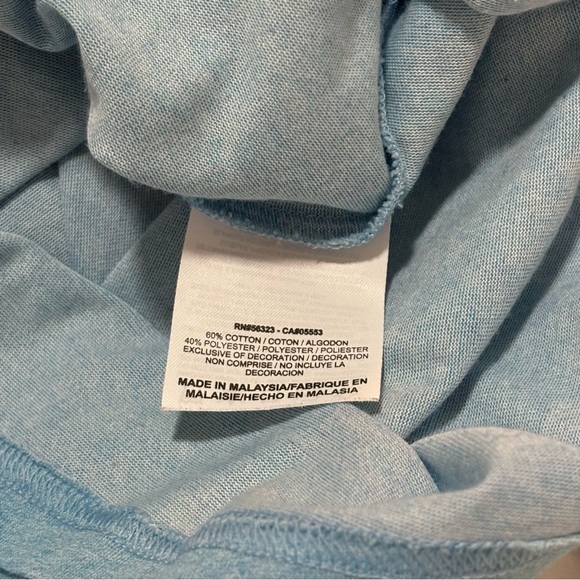 RN#56323 - CA#05553
60% COTTON / COTON / ALGODON
40% POLYESTER / POLYESTER / POLIESTER
EXCLUSIVE OF DECORATION / DECORATION
NON COMPRISE / NO INCLUYE LA
DECORACION
MADE IN MALAYSIA/FABRIQUE EN
MALAISIE/HECHO EN MALASIA